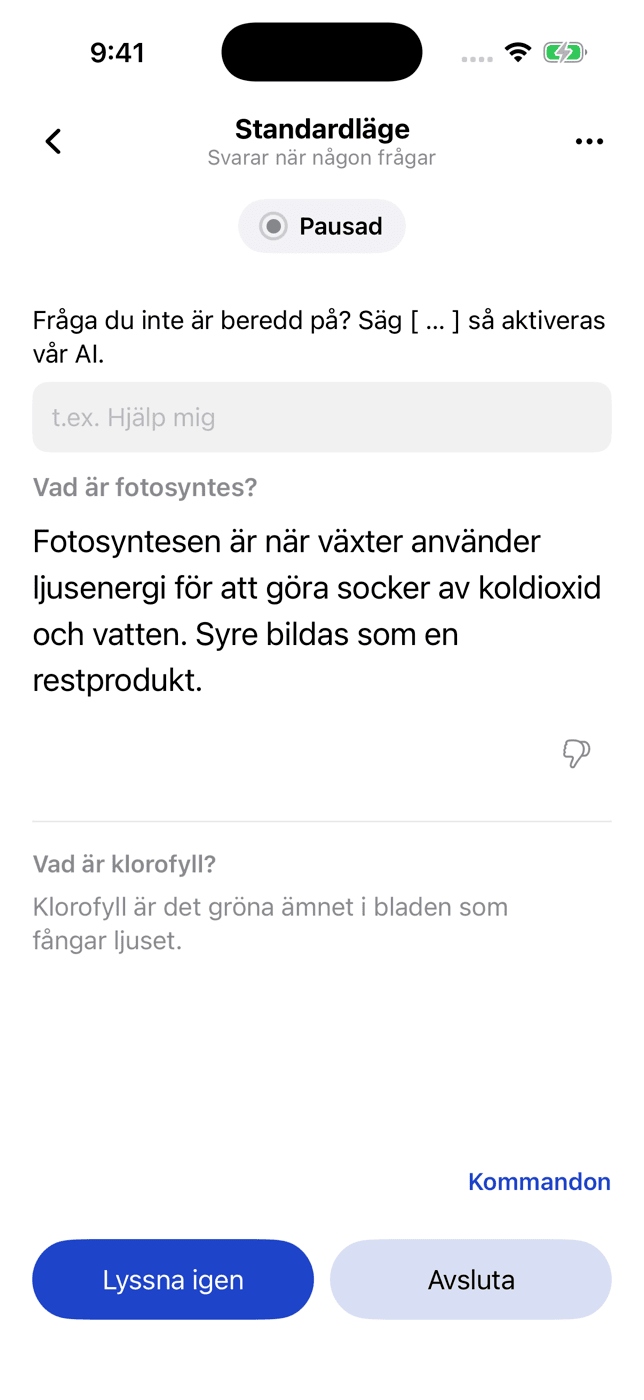 9:41
Standardläge
Svarar när någon frågar
Pausad
Fråga du inte är beredd på? Säg [ ... ] så aktiveras
vår AI.
t.ex. Hjälp mig
Vad är fotosyntes?
Fotosyntesen är när växter använder
ljusenergi för att göra socker av koldioxid
och vatten. Syre bildas som en
restprodukt.
Vad är klorofyll?
Klorofyll är det gröna ämnet i bladen som
fångar ljuset.
Kommandon
Lyssna igen
Avsluta